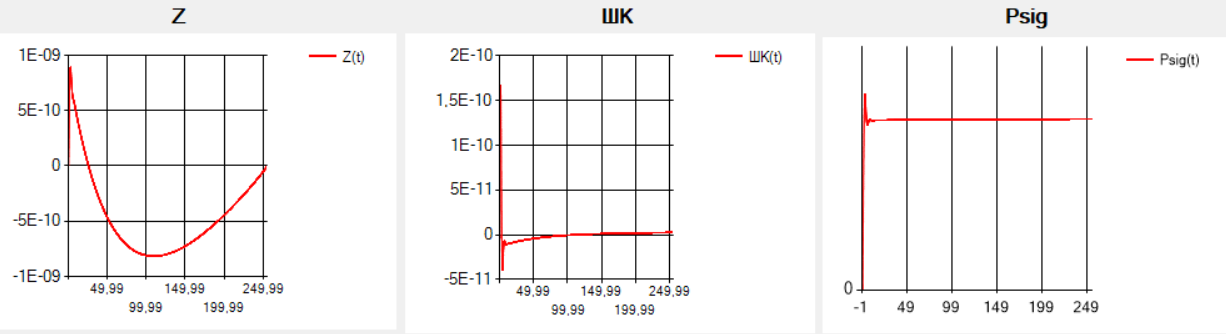 Z
1E-09
5E-10
0
-5E-10
-1E-09
49,99
99,99
149,99
199,99
249,99
Z(t)
ШК
2E-10
1,5E-10
1E-10
5E-11
0
-5E-11
49,99
99,99
149,99
199,99
249,99
ШК(t)
Psig
0
-1
49
99
149
199
249
Psig(t)